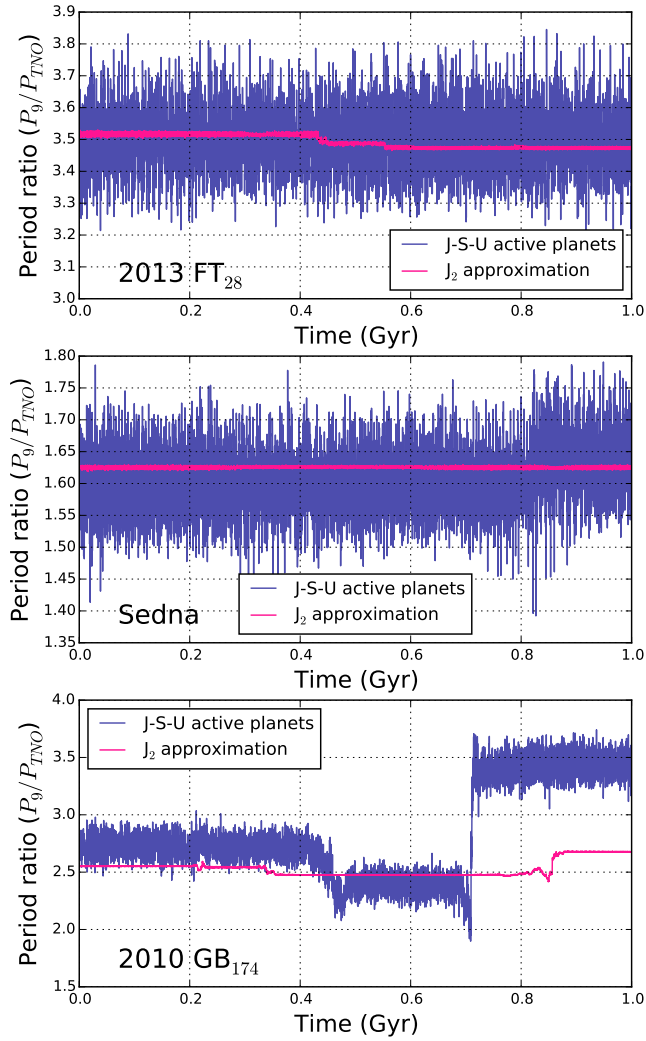 3.9
3.8
3.7
3.6
3.5
3.4
3.3
3.2
3.1
3.0
Period ratio (P₉/P_TNO)
J-S-U active planets
J₂ approximation
2013 FT₂₈
0.0 0.2 0.4 0.6 0.8 1.0
Time (Gyr)
1.80
1.75
1.70
1.65
1.60
1.55
1.50
1.45
1.40
1.35
Period ratio (P₉/P_TNO)
J-S-U active planets
J₂ approximation
Sedna
0.0 0.2 0.4 0.6 0.8 1.0
Time (Gyr)
4.0
3.5
3.0
2.5
2.0
1.5
Period ratio (P₉/P_TNO)
J-S-U active planets
J₂ approximation
2010 GB₁₇₄
0.0 0.2 0.4 0.6 0.8 1.0
Time (Gyr)